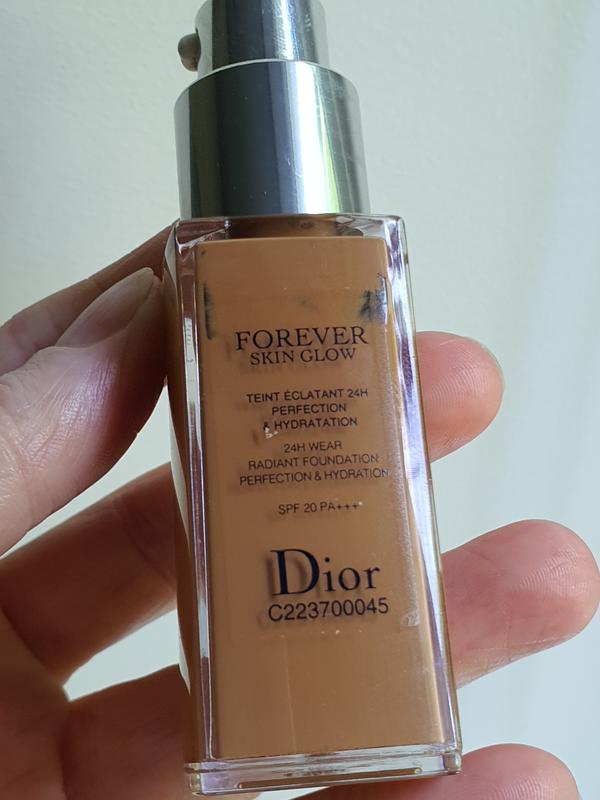 FOREVER
SKIN GLOW
TEINT ÉCLATANT 24H
PERFECTION
& HYDRATATION
24H WEAR
RADIANT FOUNDATION
PERFECTION & HYDRATION
SPF 20 PA+++
Dior
C223700045